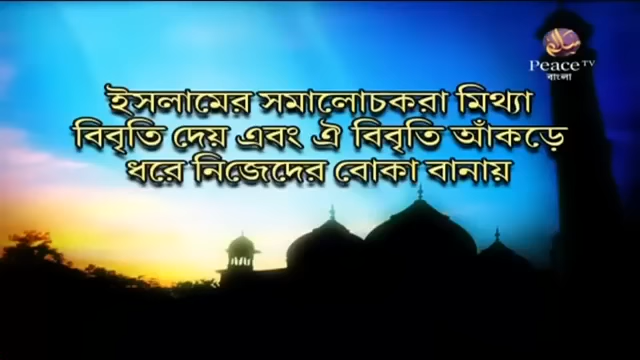 Peace TV
বাংলা
ইসলামের সমালোচকরা মিথ্যা
বিবৃতি দেয় এবং ঐ বিবৃতি আঁকড়ে
ধরে নিজেদের বোকা বানায়